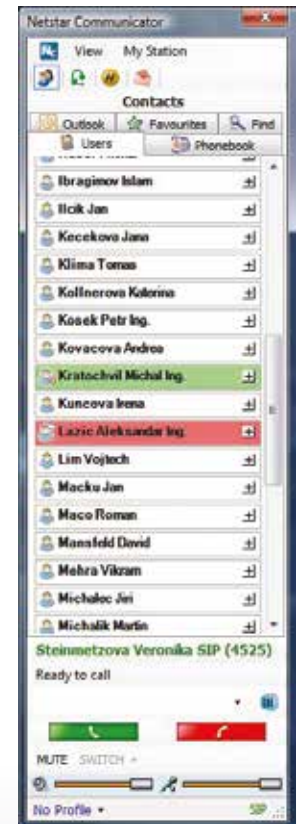 Netstar Communicator
View My Station
Contacts
Outlook Favourites Find
Users Phonebook
Ibragimov Islam
Ilcik Jan
Kecekova Jana
Klima Tomas
Kollnerova Katerina
Kosek Petr Ing.
Kovacova Andrea
Kratochvil Michal Ing.
Kuncova Irena
Lazic Aleksandar Ing.
Lim Vojtech
Macku Jan
Maco Roman
Mansfeld David
Mehra Vikram
Michalec Jiri
Michalik Martin
Steinmetzova Veronika SIP (4525)
Ready to call
MUTE SWITCH
No Profile SIP